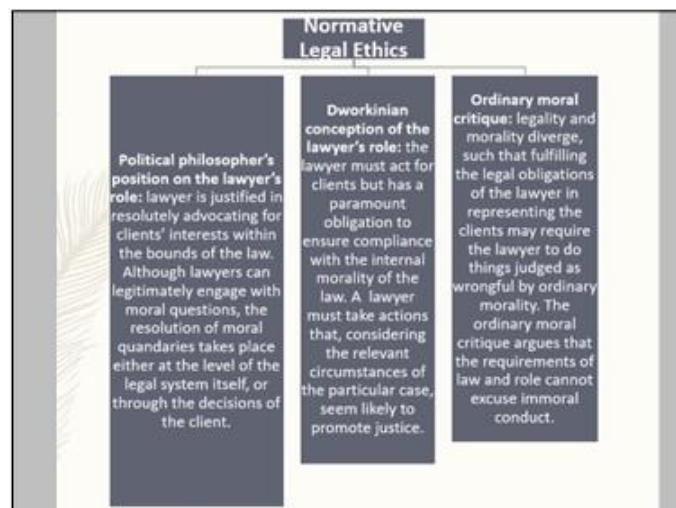 Normative
Legal Ethics
Political philosopher's
position on the lawyer's
role: lawyer is justified in
resolutely advocating for
clients' interests within
the bounds of the law.
Although lawyers can
legitimately engage with
moral questions, the
resolution of moral
quandaries takes place
either at the level of the
legal system itself, or
through the decisions of
the client.
Dworkinian
conception of the
lawyer's role: the
lawyer must act for
clients but has a
paramount
obligation to
ensure compliance
with the internal
morality of the
law. A lawyer
must take actions
that, considering
the relevant
circumstances of
the particular case,
seem likely to
promote justice.
Ordinary moral
critique: legality and
morality diverge,
such that fulfilling
the legal obligations
of the lawyer in
representing the
clients may require
the lawyer to do
things judged as
wrongful by ordinary
morality. The
ordinary moral
critique argues that
the requirements of
law and role cannot
excuse immoral
conduct.